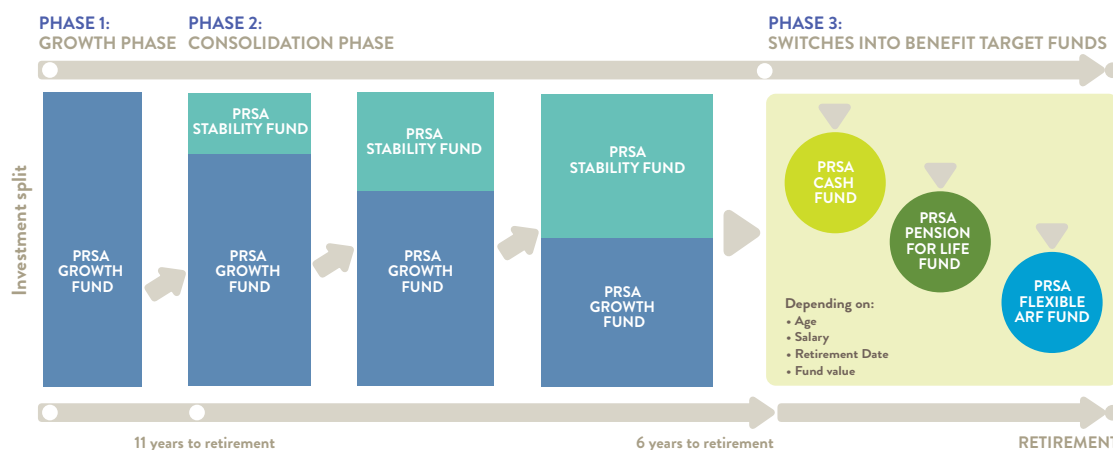 PHASE 1:
GROWTH PHASE
PHASE 2:
CONSOLIDATION PHASE
PHASE 3:
SWITCHES INTO BENEFIT TARGET FUNDS
Investment split
PRSA
GROWTH
FUND
PRSA
STABILITY FUND
PRSA
GROWTH
FUND
PRSA
STABILITY FUND
PRSA
GROWTH
FUND
PRSA
STABILITY FUND
PRSA
GROWTH
FUND
PRSA
CASH
FUND
PRSA
PENSION
FOR LIFE
FUND
PRSA
FLEXIBLE
ARF FUND
Depending on:
• Age
• Salary
• Retirement Date
• Fund value
11 years to retirement
6 years to retirement
RETIREMENT